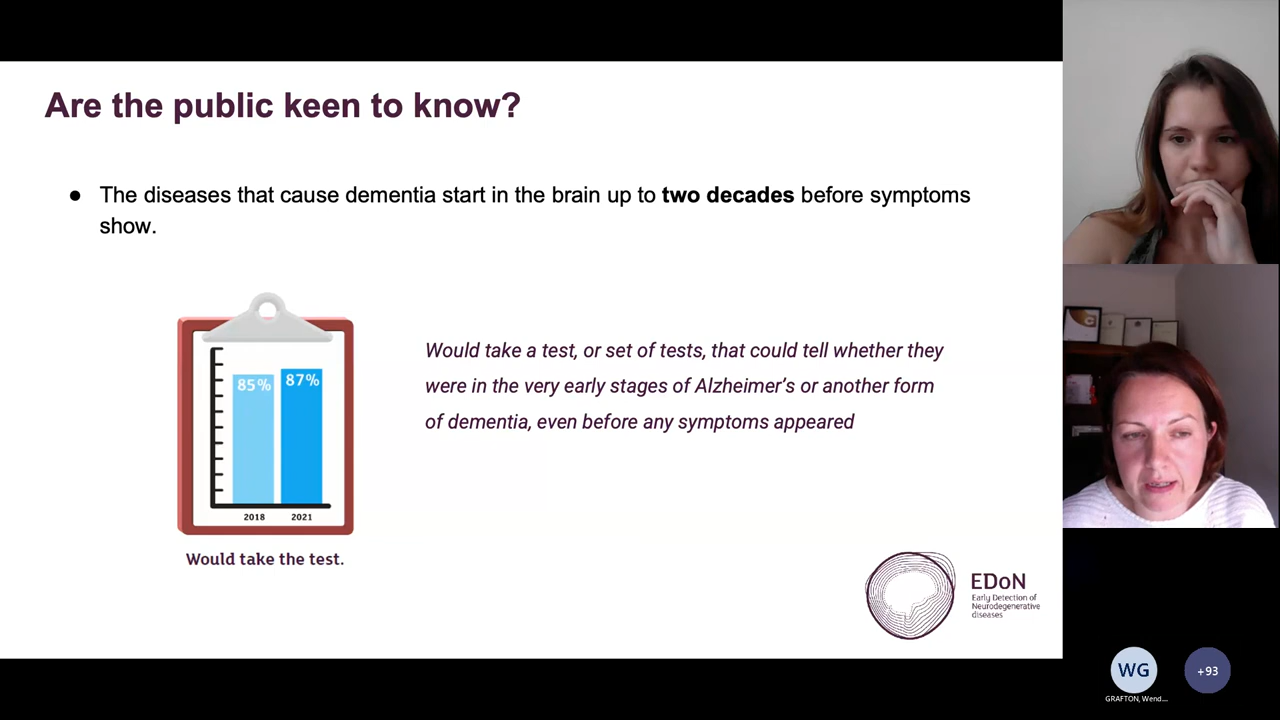 Are the public keen to know?
● The diseases that cause dementia start in the brain up to two decades before symptoms
show.
85%
87%
2018
2021
Would take the test.
Would take a test, or set of tests, that could tell whether they
were in the very early stages of Alzheimer's or another form
of dementia, even before any symptoms appeared
EDoN
Early Detection of
Neurodegenerative
diseases
WG
+93
GRAFTON, Wend...